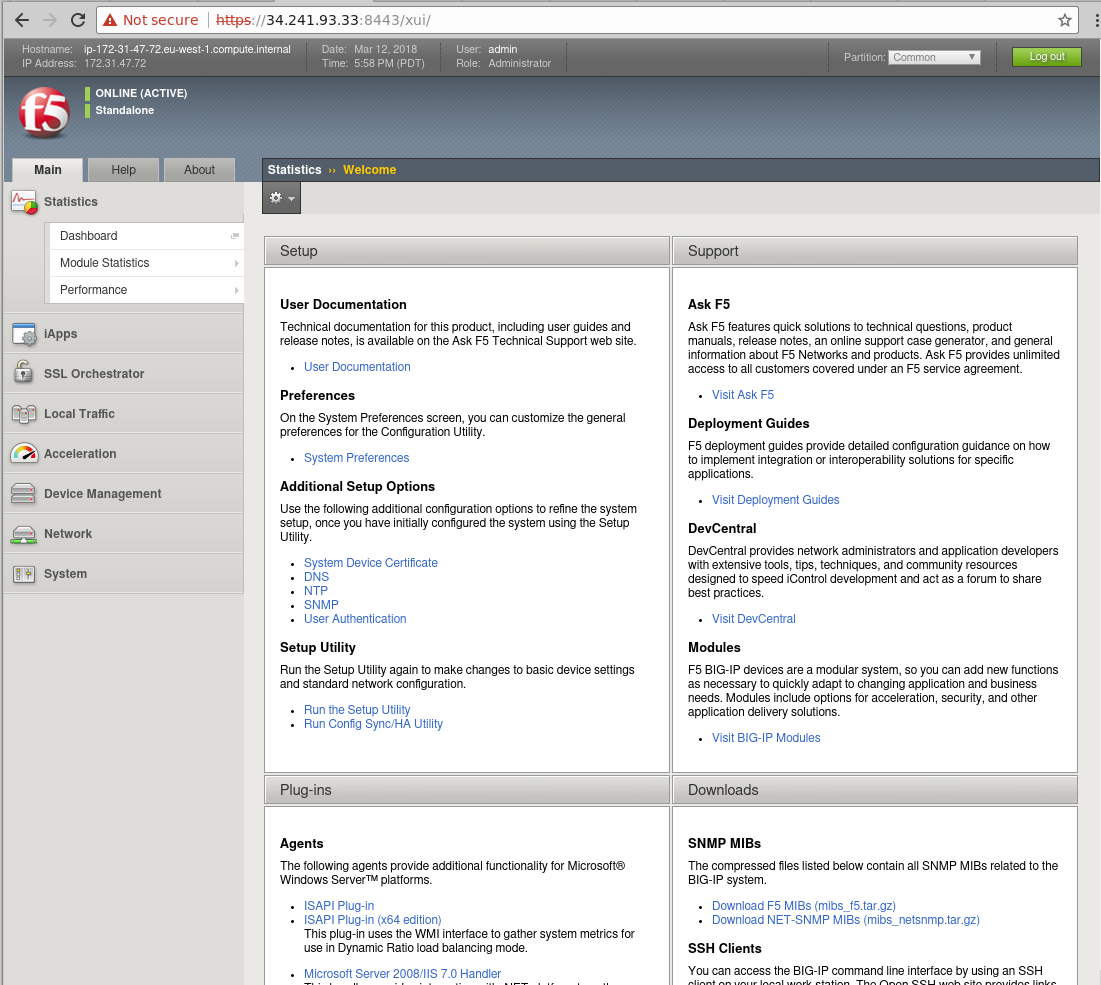 Not secure | https://34.241.93.33:8443/xui/
Hostname: ip-172-31-47-72.eu-west-1.compute.internal
IP Address: 172.31.47.72
Date: Mar 12, 2018
Time: 5:58 PM (PDT)
User: admin
Role: Administrator
Partition: Common
Log out
f5
ONLINE (ACTIVE)
Standalone
Main
Help
About
Statistics ›› Welcome
Statistics
Dashboard
Module Statistics
Performance
iApps
SSL Orchestrator
Local Traffic
Acceleration
Device Management
Network
System
Setup
User Documentation
Technical documentation for this product, including user guides and
release notes, is available on the Ask F5 Technical Support web site.
• User Documentation
Preferences
On the System Preferences screen, you can customize the general
preferences for the Configuration Utility.
• System Preferences
Additional Setup Options
Use the following additional configuration options to refine the system
setup, once you have initially configured the system using the Setup
Utility.
• System Device Certificate
• DNS
• NTP
• SNMP
• User Authentication
Setup Utility
Run the Setup Utility again to make changes to basic device settings
and standard network configuration.
• Run the Setup Utility
• Run Config Sync/HA Utility
Support
Ask F5
Ask F5 features quick solutions to technical questions, product
manuals, release notes, an online support case generator, and general
information about F5 Networks and products. Ask F5 provides unlimited
access to all customers covered under an F5 service agreement.
• Visit Ask F5
Deployment Guides
F5 deployment guides provide detailed configuration guidance on how
to implement integration or interoperability solutions for specific
applications.
• Visit Deployment Guides
DevCentral
DevCentral provides network administrators and application developers
with extensive tools, tips, techniques, and community resources
designed to speed iControl development and act as a forum to share
best practices.
• Visit DevCentral
Modules
F5 BIG-IP devices are a modular system, so you can add new functions
as necessary to quickly adapt to changing application and business
needs. Modules include options for acceleration, security, and other
application delivery solutions.
• Visit BIG-IP Modules
Plug-ins
Agents
The following agents provide additional functionality for Microsoft®
Windows Server™ platforms.
• ISAPI Plug-in
• ISAPI Plug-in (x64 edition)
This plug-in uses the WMI interface to gather system metrics for
use in Dynamic Ratio load balancing mode.
• Microsoft Server 2008/IIS 7.0 Handler
Downloads
SNMP MIBs
The compressed files listed below contain all SNMP MIBs related to the
BIG-IP system.
• Download F5 MIBs (mibs_f5.tar.gz)
• Download NET-SNMP MIBs (mibs_netsnmp.tar.gz)
SSH Clients
You can access the BIG-IP command line interface by using an SSH
client on your local work station. The Open SSH web site provides links